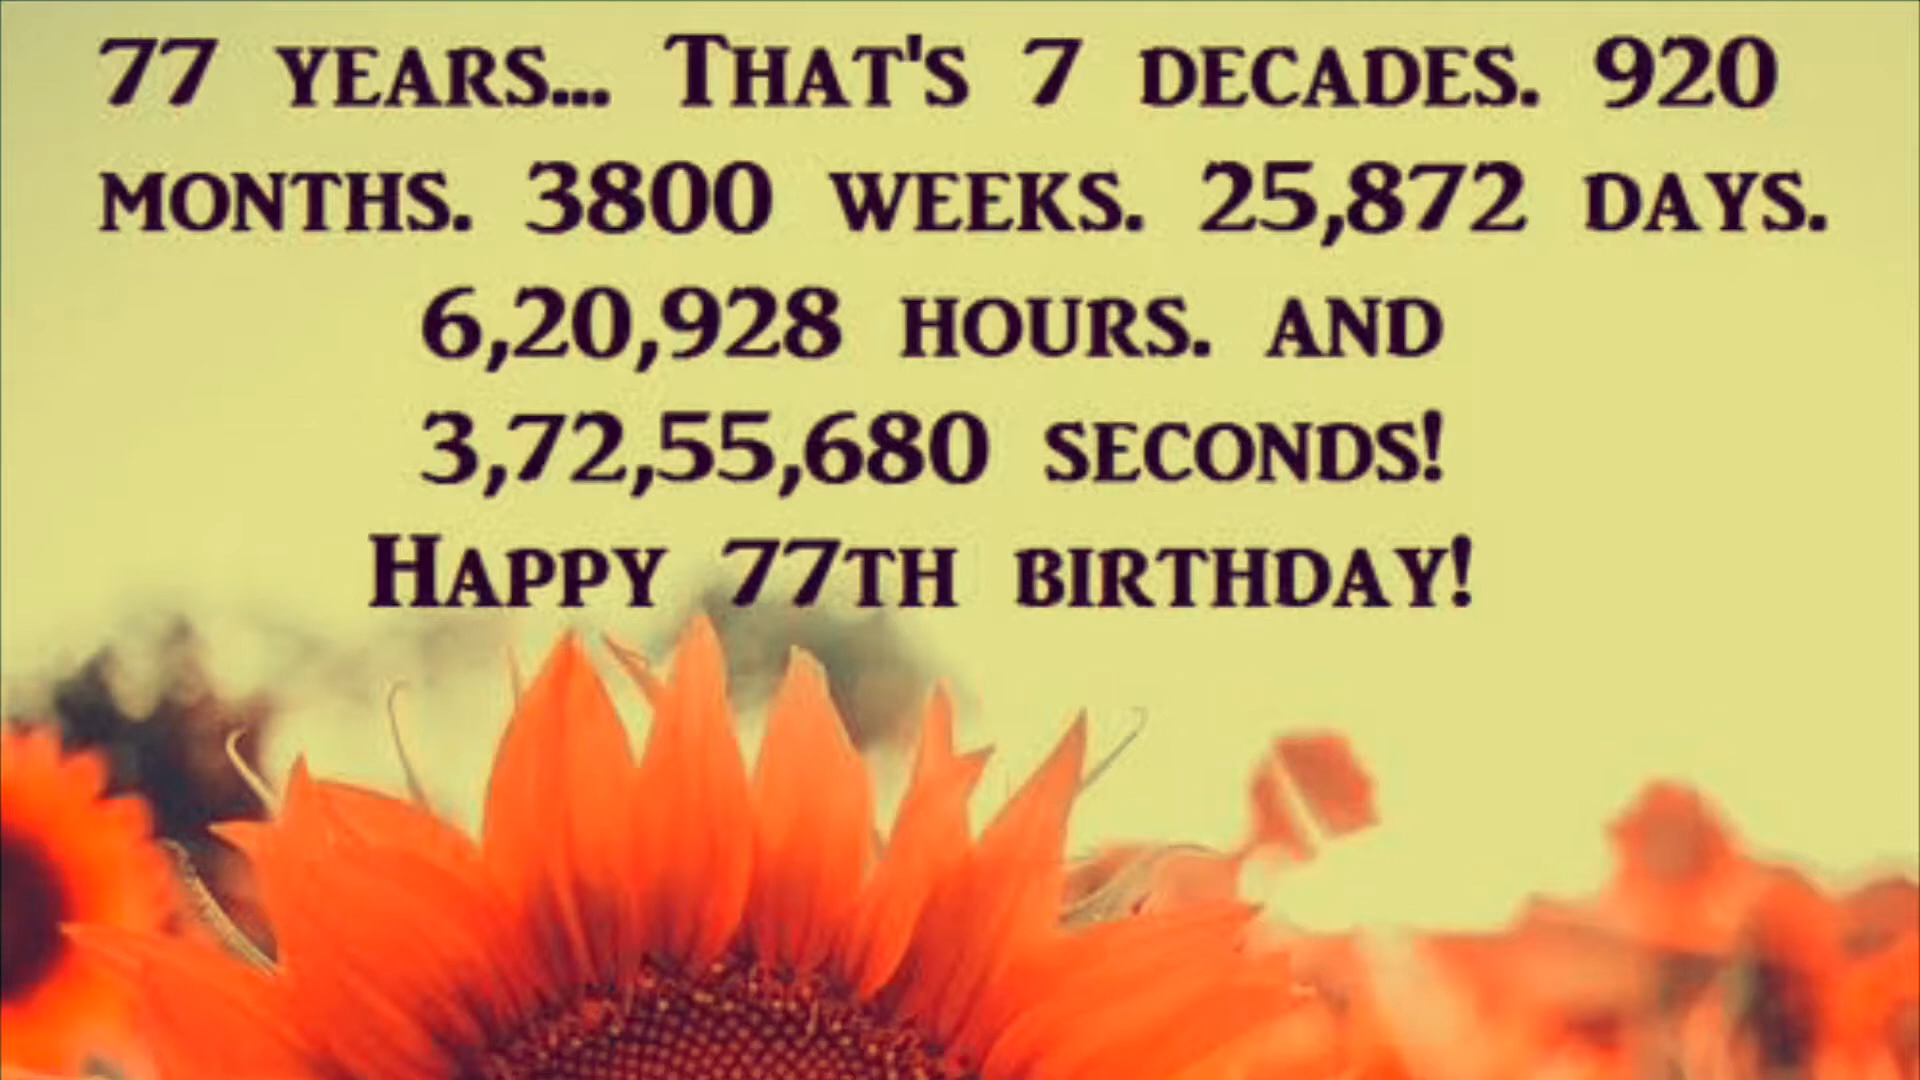 77 YEARS... THAT'S 7 DECADES. 920
MONTHS. 3800 WEEKS. 25,872 DAYS.
6,20,928 HOURS. AND
3,72,55,680 SECONDS!
HAPPY 77TH BIRTHDAY!